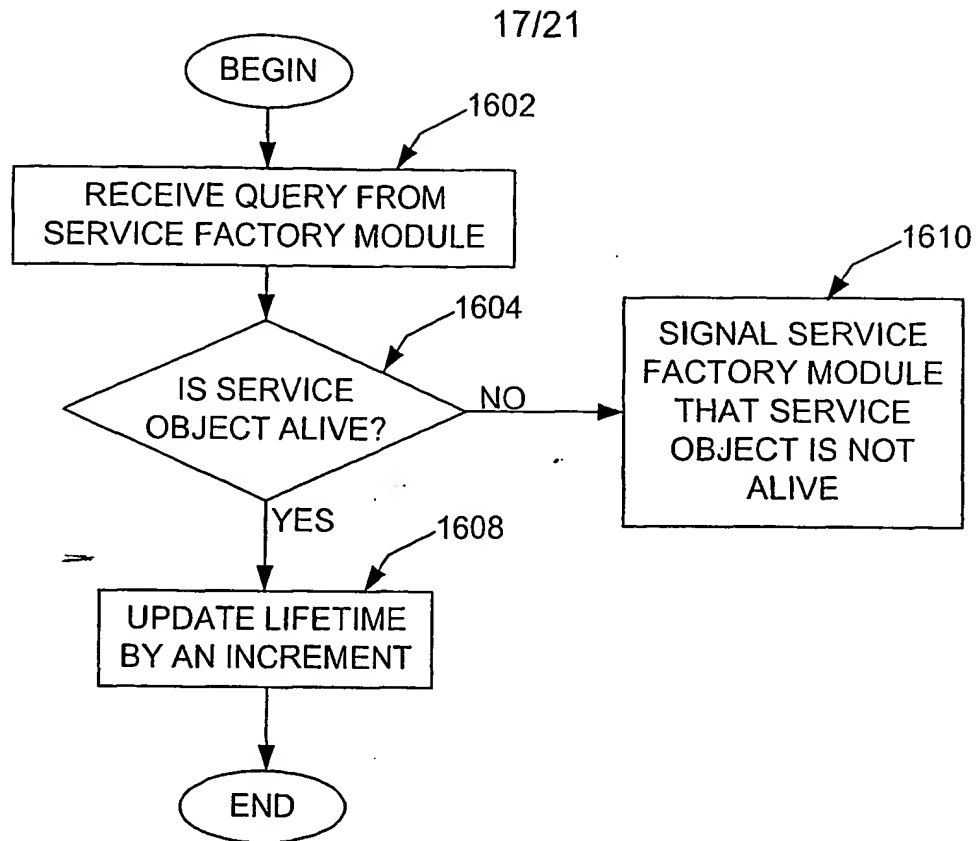 17/21
BEGIN
1602
RECEIVE QUERY FROM
SERVICE FACTORY MODULE
1604
IS SERVICE
OBJECT ALIVE?
NO
1610
SIGNAL SERVICE
FACTORY MODULE
THAT SERVICE
OBJECT IS NOT
ALIVE
YES
1608
UPDATE LIFETIME
BY AN INCREMENT
END